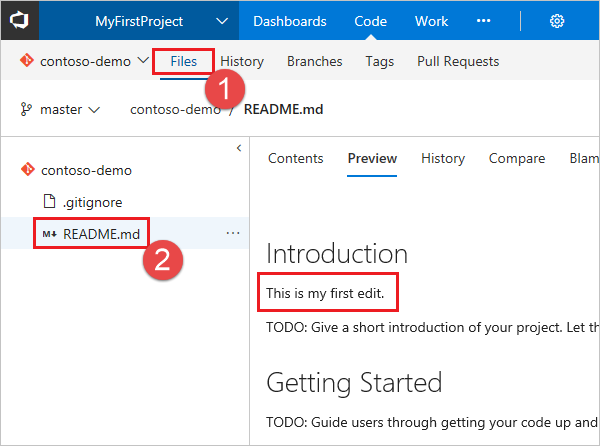 MyFirstProject Dashboards Code Work ...
contoso-demo Files History Branches Tags Pull Requests
1
master contoso-demo / README.md
contoso-demo Contents Preview History Compare Blam
.gitignore
M↓ README.md ...
2
Introduction
This is my first edit.
TODO: Give a short introduction of your project. Let th
Getting Started
TODO: Guide users through getting your code up and